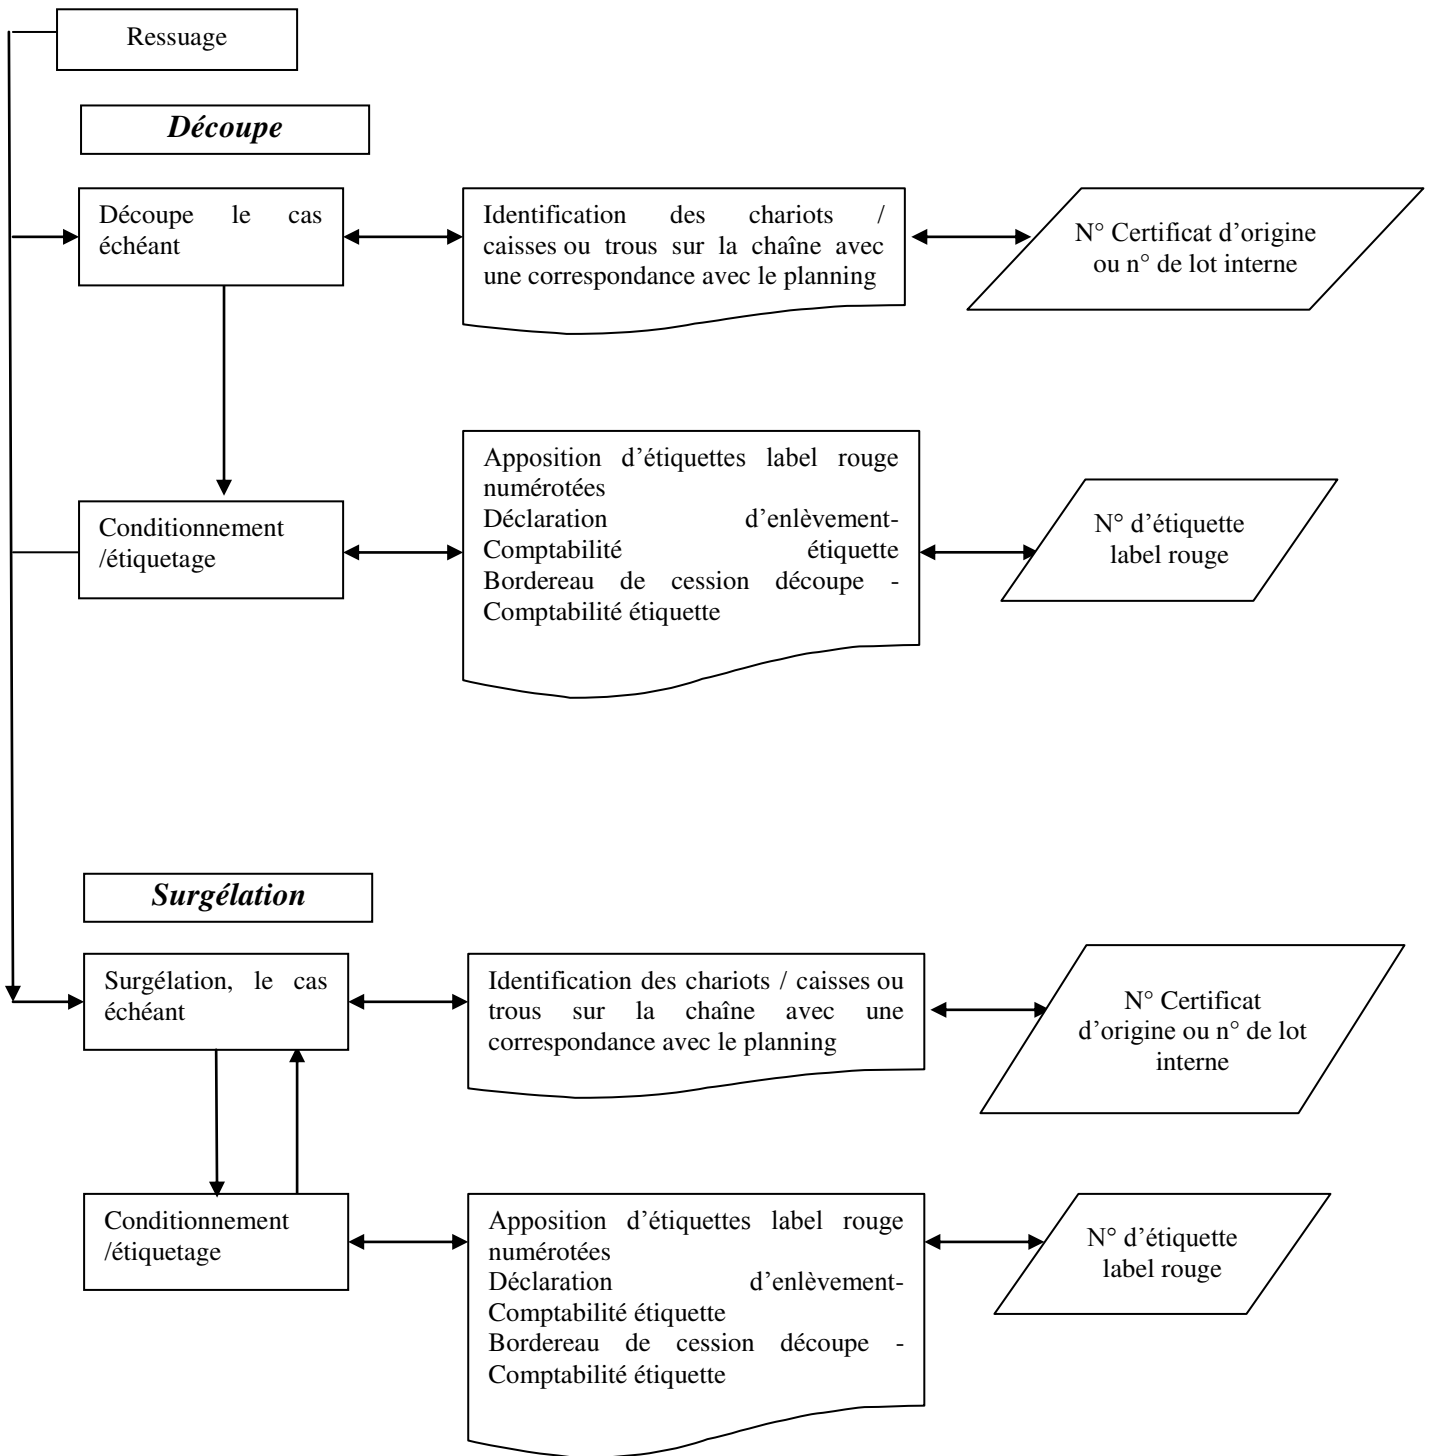 Ressuage
Découpe
Découpe le cas
échéant
Identification des chariots /
caisses ou trous sur la chaîne avec
une correspondance avec le planning
N° Certificat d'origine
ou n° de lot interne
Conditionnement
/étiquetage
Apposition d’étiquettes label rouge
numérotées
Déclaration d’enlèvement-
Comptabilité étiquette
Bordereau de cession découpe -
Comptabilité étiquette
N° d’étiquette
label rouge
Surgélation
Surgélation, le cas
échéant
Identification des chariots / caisses ou
trous sur la chaîne avec une
correspondance avec le planning
N° Certificat
d'origine ou n° de lot
interne
Conditionnement
/étiquetage
Apposition d’étiquettes label rouge
numérotées
Déclaration d’enlèvement-
Comptabilité étiquette
Bordereau de cession découpe -
Comptabilité étiquette
N° d’étiquette
label rouge